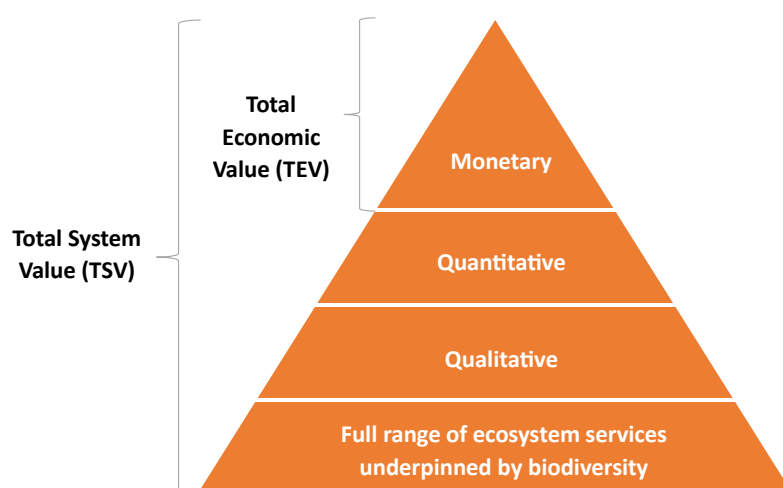 Total
Economic
Value (TEV)
Monetary
Total System
Value (TSV)
Quantitative
Qualitative
Full range of ecosystem services
underpinned by biodiversity